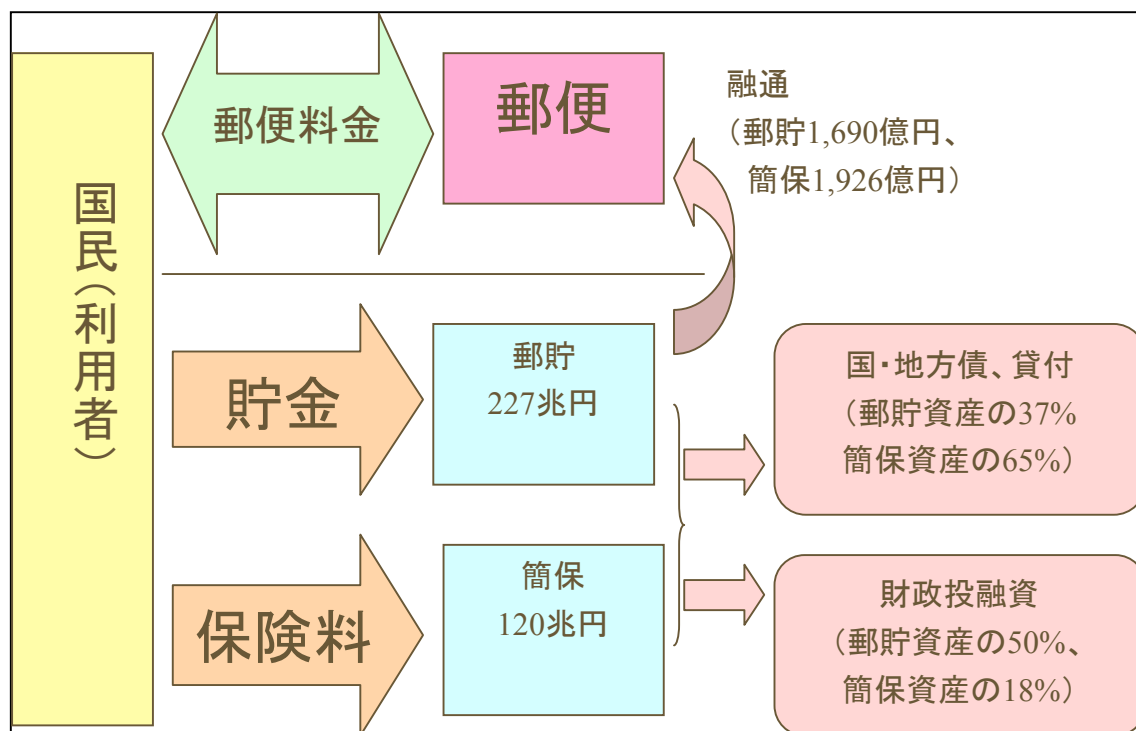 国民（利用者）
郵便料金
郵便
融通
（郵貯1,690億円、
簡保1,926億円）
貯金
郵貯
227兆円
国・地方債、貸付
（郵貯資産の37%
簡保資産の65%）
保険料
簡保
120兆円
財政投融資
（郵貯資産の50%、
簡保資産の18%）